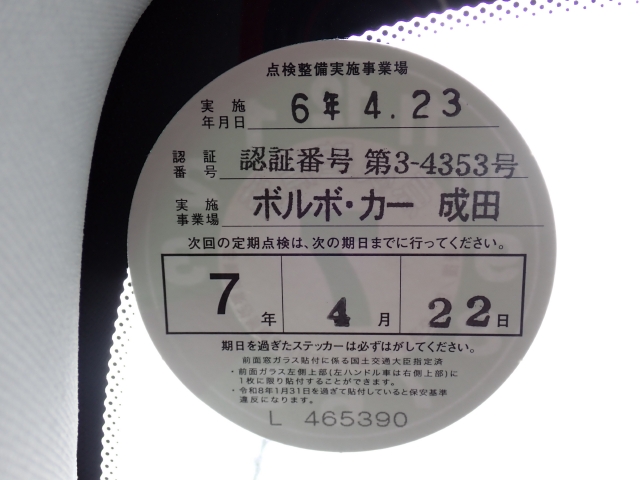 点検整備実施事業場
実施年月日 6年 4.23
認証番号 認証番号 第3-4353号
実施事業場 ボルボ・カー 成田
次回の定期点検は、次の期日までに行ってください。
7年 4月 22日
期日を過ぎたステッカーは必ずはがしてください。
前面窓ガラス貼付に係る国土交通大臣指定済
・前面ガラス左側上部(左ハンドル車は右側上部)に
1枚に限り貼付することができます。
・令和8年1月31日を過ぎて貼付していると保安基準
違反になります。
L 465390